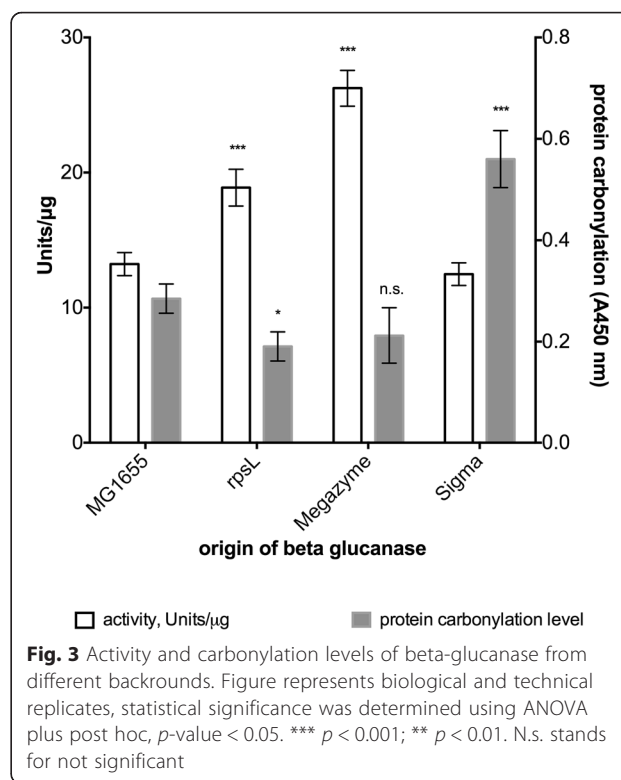 30
20
10
0
Units/µg
0.8
0.6
0.4
0.2
0.0
protein carbonylation (A450 nm)
***
***
***
*
n.s.
MG1655
rpsL
Megazyme
Sigma
origin of beta glucanase
activity, Units/µg
protein carbonylation level
Fig. 3 Activity and carbonylation levels of beta-glucanase from
different backrounds. Figure represents biological and technical
replicates, statistical significance was determined using ANOVA
plus post hoc, p-value < 0.05. *** p < 0.001; ** p < 0.01. N.s. stands
for not significant